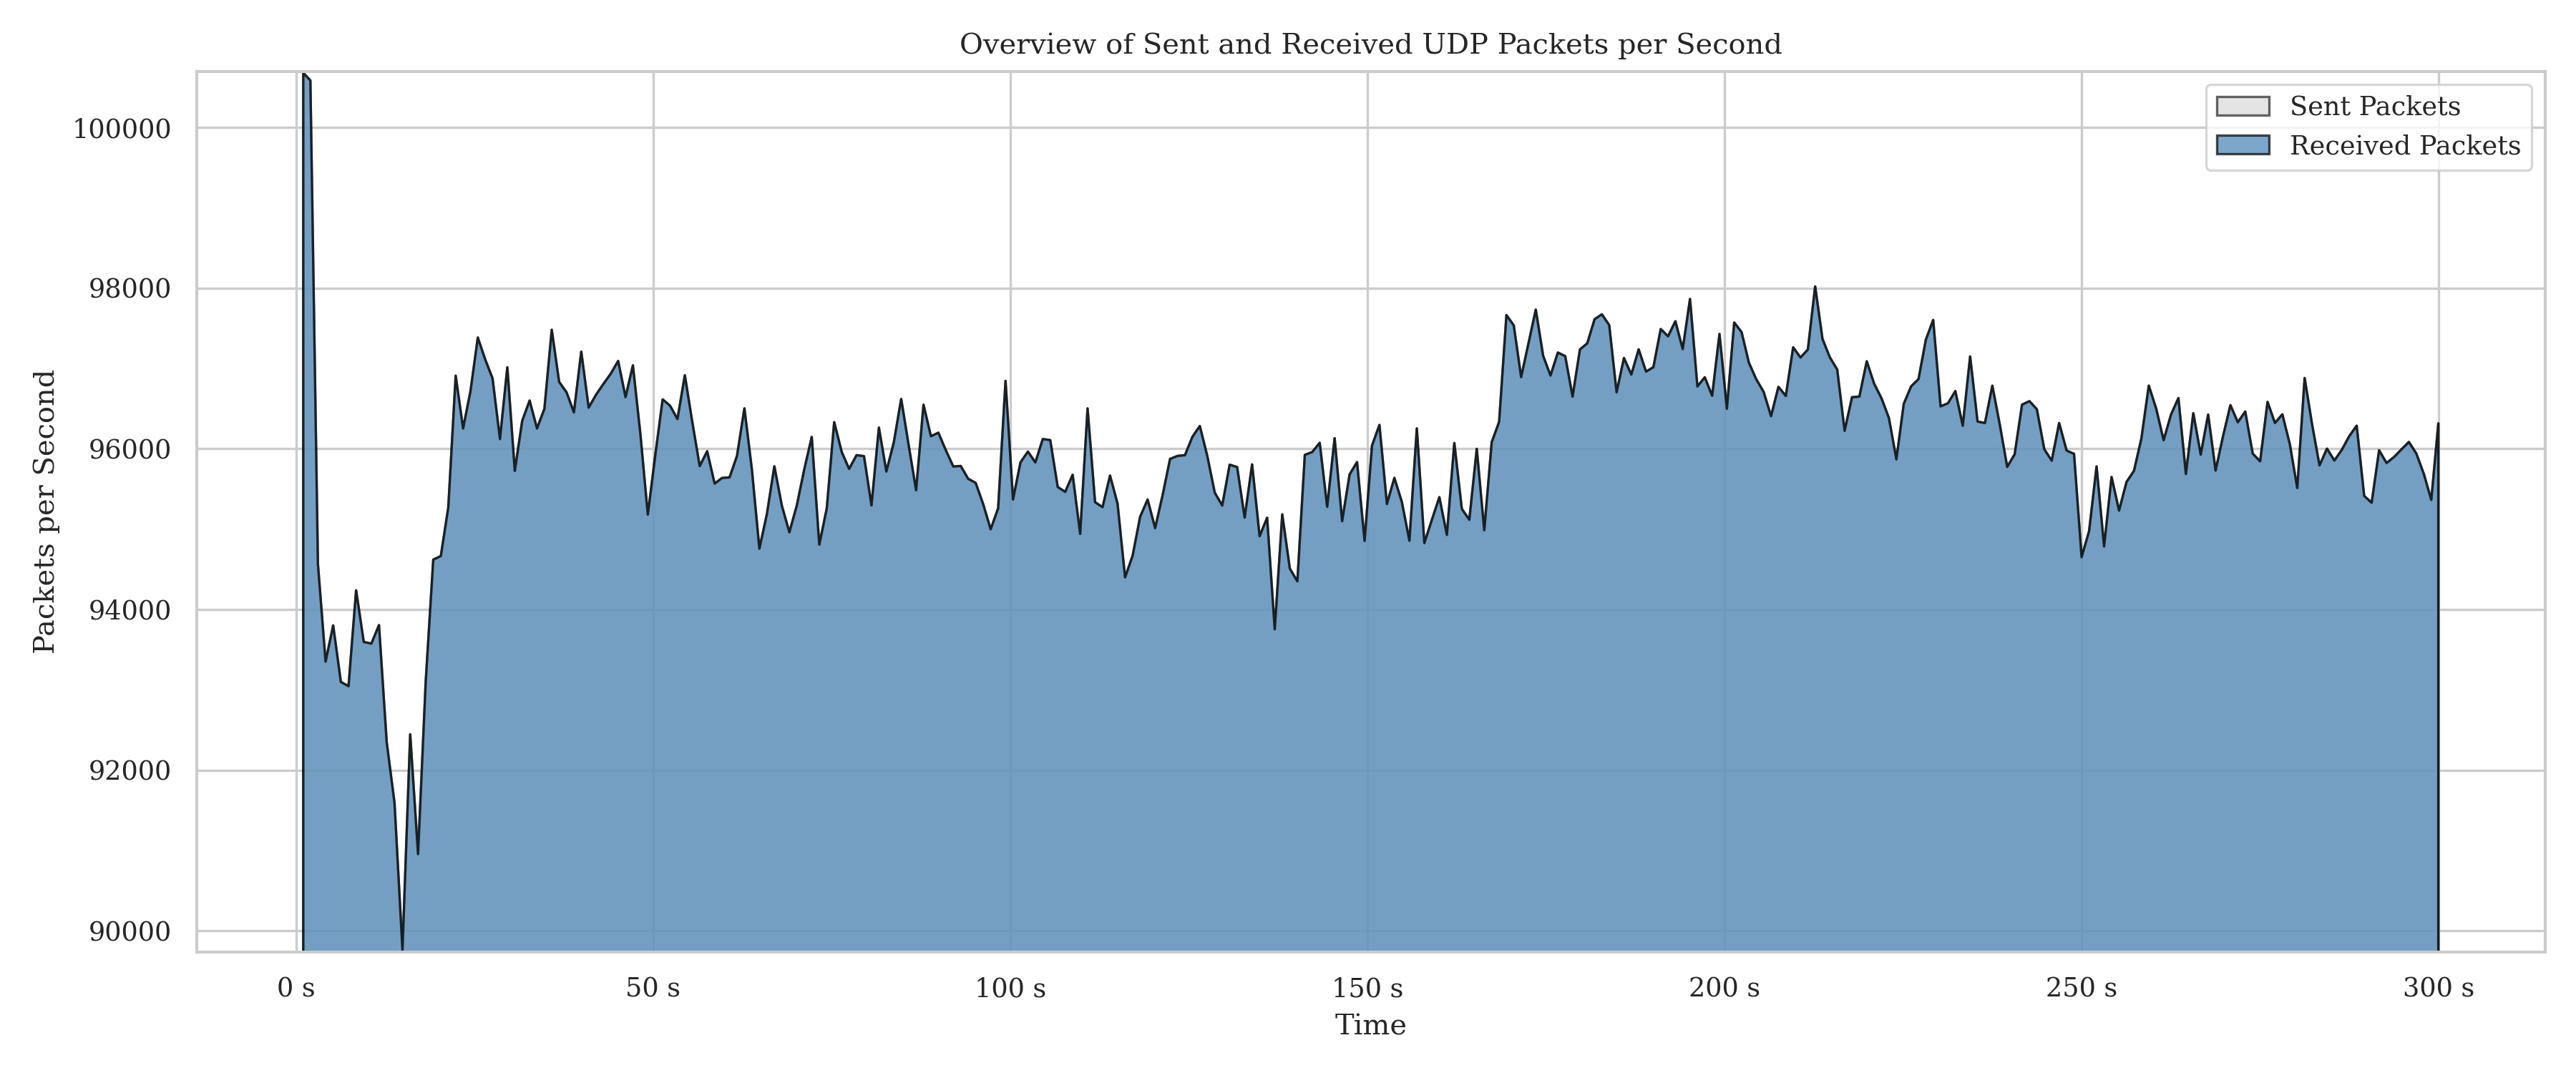 Overview of Sent and Received UDP Packets per Second
Sent Packets
Received Packets
Packets per Second
100000
98000
96000
94000
92000
90000
0 s
50 s
100 s
150 s
200 s
250 s
300 s
Time